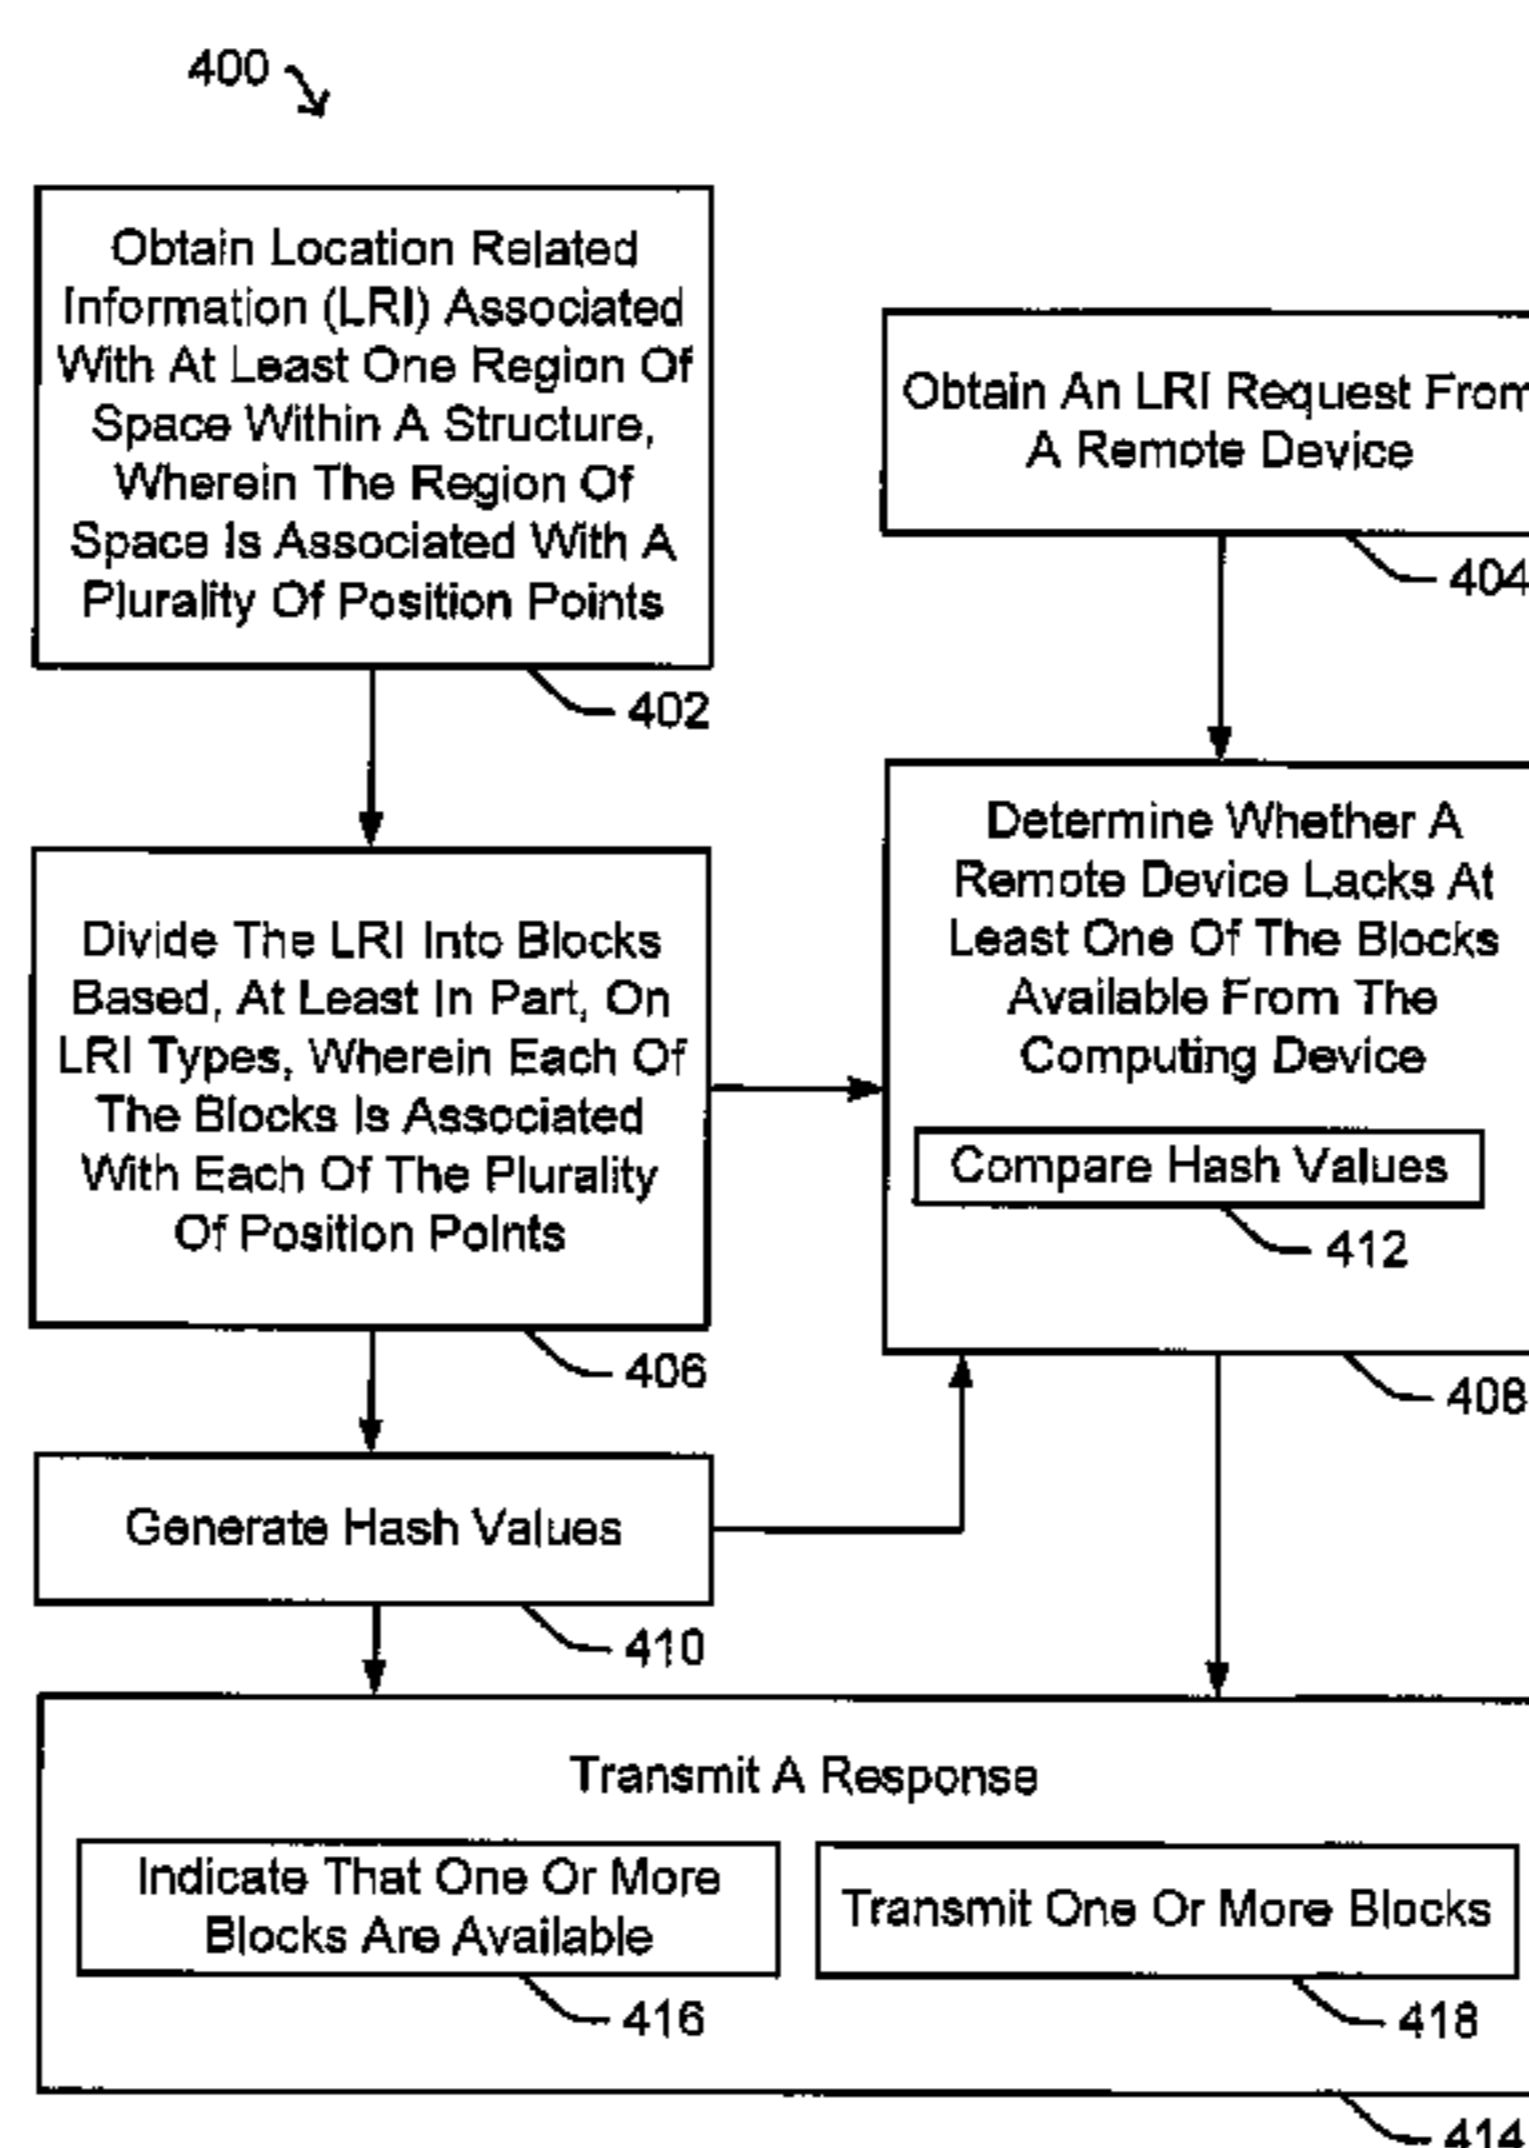 400
Obtain Location Related
Information (LRI) Associated
With At Least One Region Of
Space Within A Structure,
Wherein The Region Of
Space Is Associated With A
Plurality Of Position Points
402
Obtain An LRI Request From
A Remote Device
404
Divide The LRI Into Blocks
Based, At Least In Part, On
LRI Types, Wherein Each Of
The Blocks Is Associated
With Each Of The Plurality
Of Position Points
406
Determine Whether A
Remote Device Lacks At
Least One Of The Blocks
Available From The
Computing Device
Compare Hash Values
412
408
Generate Hash Values
410
Transmit A Response
Indicate That One Or More
Blocks Are Available
416
Transmit One Or More Blocks
418
414